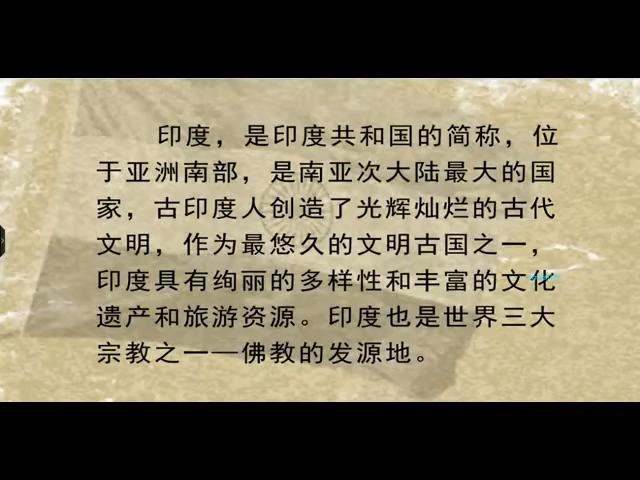 印度，是印度共和国的简称，位
于亚洲南部，是南亚次大陆最大的国
家，古印度人创造了光辉灿烂的古代
文明，作为最悠久的文明古国之一，
印度具有绚丽的多样性和丰富的文化
遗产和旅游资源。印度也是世界三大
宗教之一—佛教的发源地。